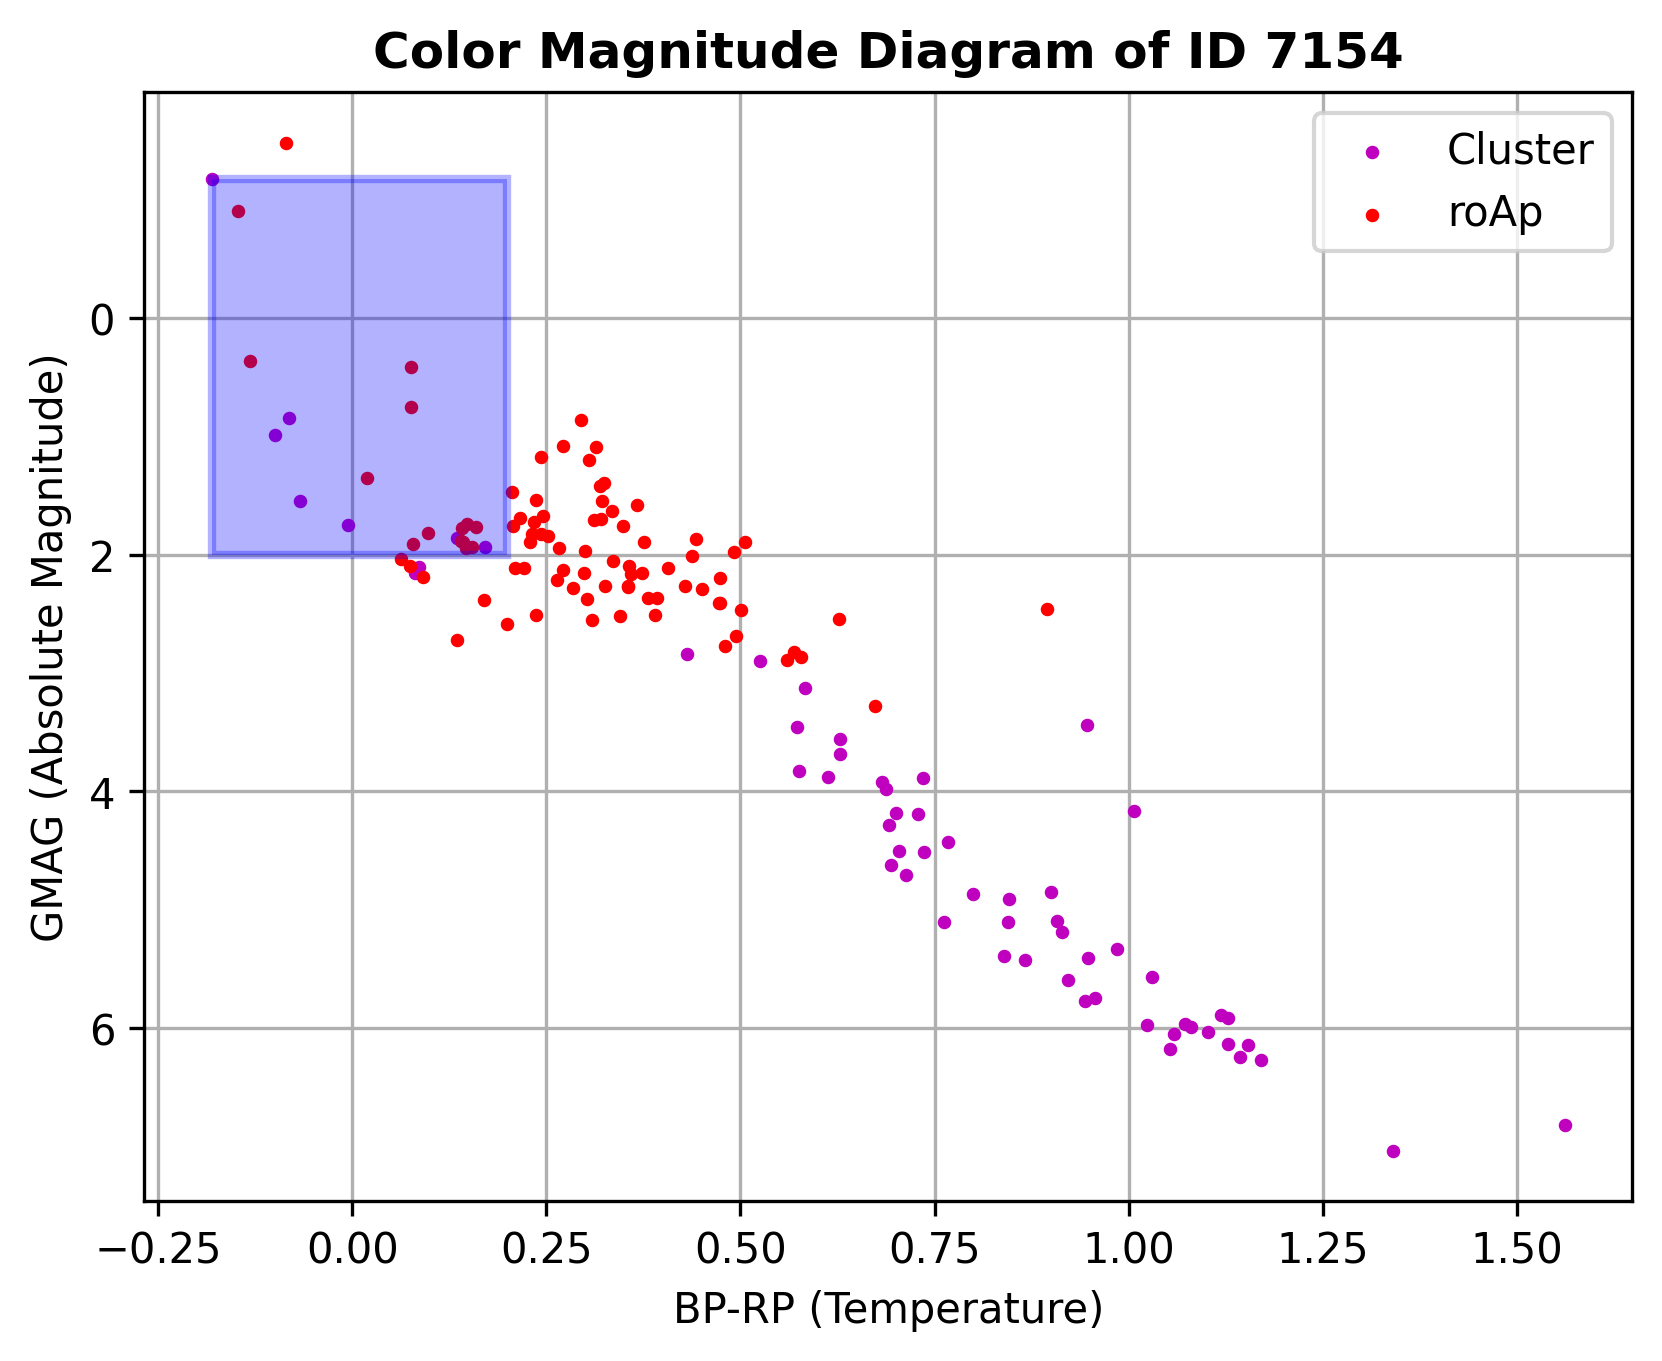 Color Magnitude Diagram of ID 7154
Cluster
roAp
GMAG (Absolute Magnitude)
0
2
4
6
−0.25 0.00 0.25 0.50 0.75 1.00 1.25 1.50
BP-RP (Temperature)